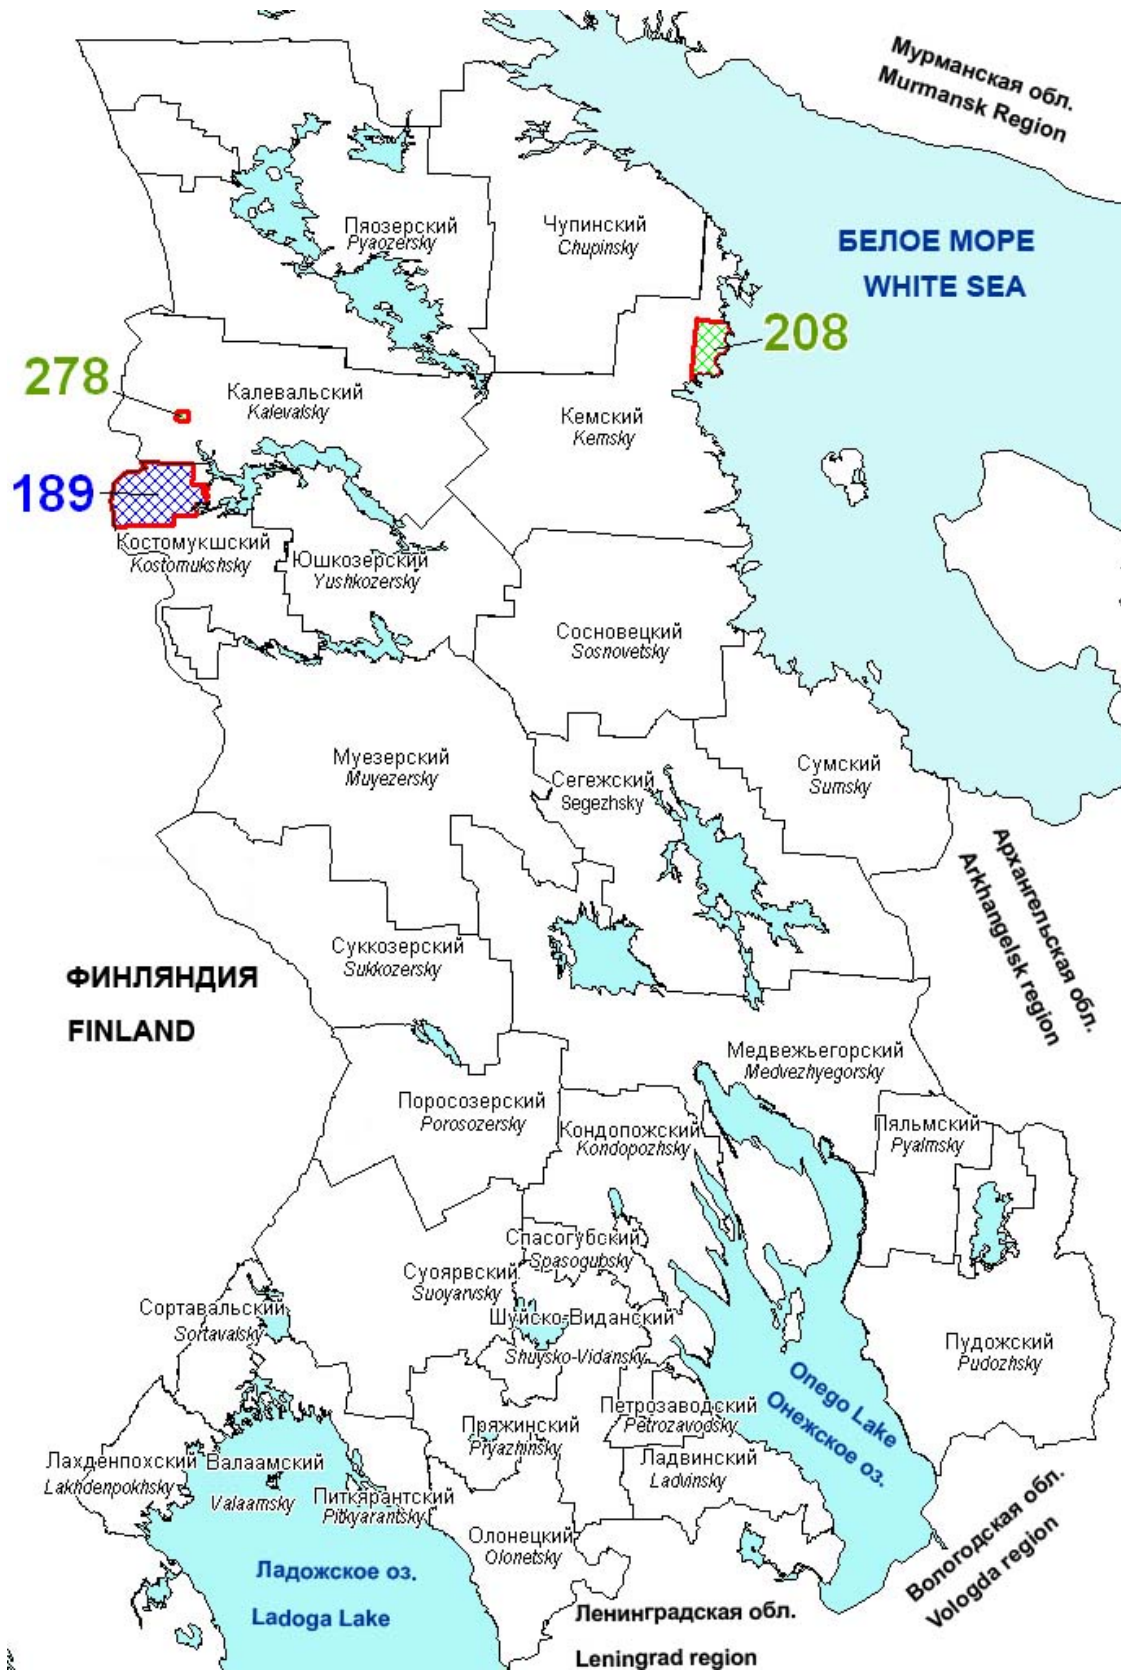 Мурманская обл.
Murmansk Region
Пяозерский
Pyaozersky
Чупинский
Chupinsky
БЕЛОЕ МОРЕ
WHITE SEA
208
278
Калевальский
Kalevalsky
Кемский
Kemsky
189
Костомукшский
Kostomukshsky
Юшкозерский
Yushkozersky
Сосновецкий
Sosnovetsky
Муезерский
Muyezersky
Сегежский
Segezhsky
Сумский
Sumsky
Архангельская обл.
Arkhangelsk region
Суккозерский
Sukkozersky
ФИНЛЯНДИЯ
FINLAND
Медвежьегорский
Medvezhyegorsky
Поросозерский
Porosozersky
Кондопожский
Kondopozhsky
Пяльмский
Pyalmsky
Спасогубский
Spasogubsky
Суоярвский
Suoyarvsky
Сортавальский
Sortavalsky
Шуйско-Виданский
Shuysko-Vidansky
Пудожский
Pudozhsky
Onego Lake
Онежское оз.
Петрозаводский
Petrozavodsky
Пряжинский
Pryazhinsky
Ладвинский
Ladvinsky
Лахденпохский
Lakhdenpokhsky
Валаамский
Valaamsky
Питкярантский
Pitkyarantsky
Олонецкий
Olonetsky
Вологодская обл.
Vologda region
Ладожское оз.
Ladoga Lake
Ленинградская обл.
Leningrad region